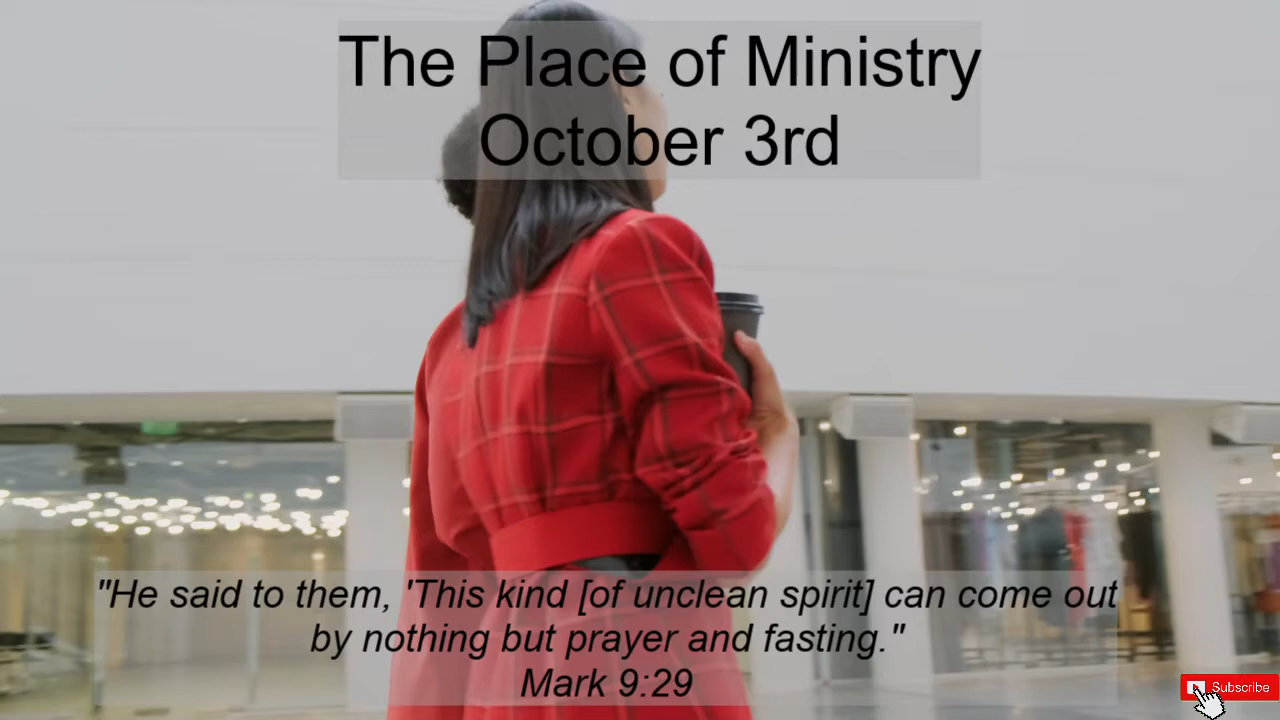 The Place of Ministry
October 3rd
"He said to them, 'This kind [of unclean spirit] can come out
by nothing but prayer and fasting."
Mark 9:29
Subscribe